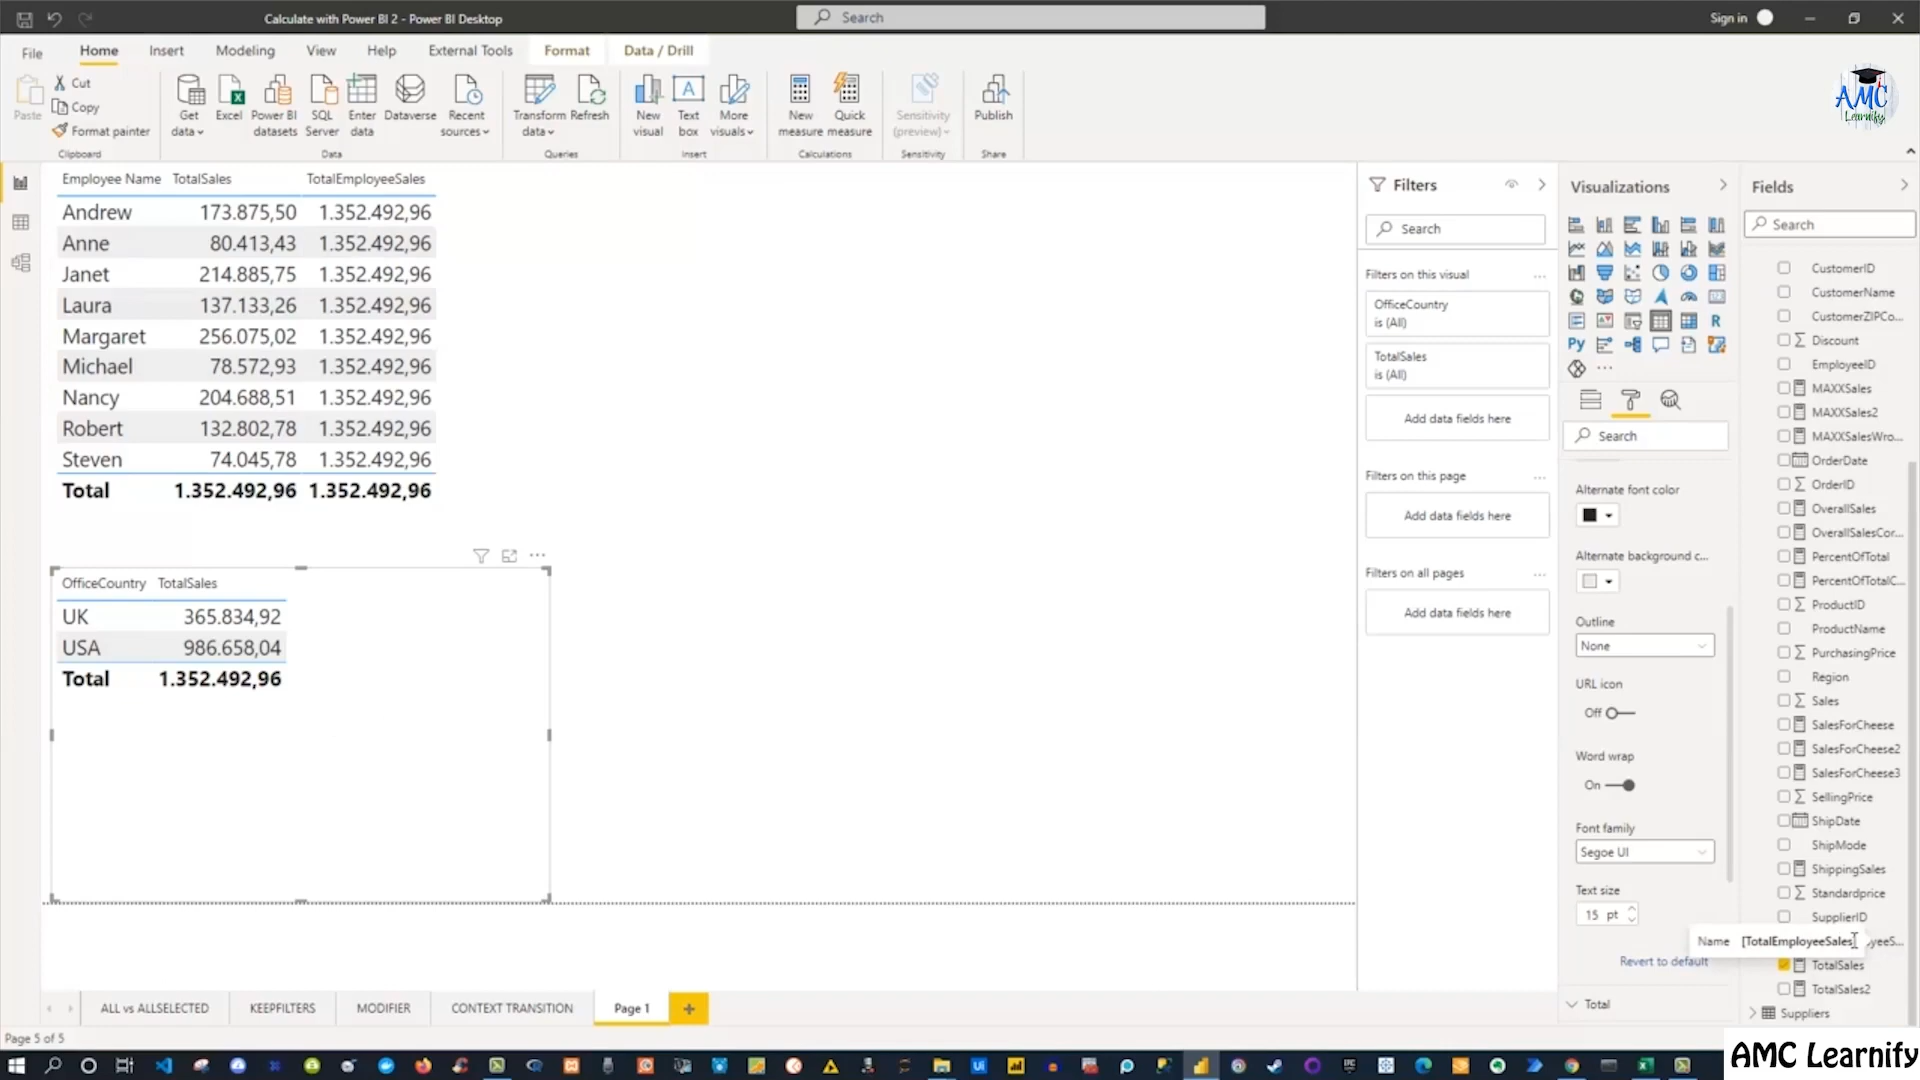 Calculate with Power BI 2 - Power BI Desktop
Search
Sign in
File
Home
Insert
Modeling
View
Help
External Tools
Format
Data / Drill
Paste
Cut
Copy
Format painter
Clipboard
Get data
Excel
Power BI datasets
SQL Server
Enter data
Dataverse
Recent sources
Data
Transform data
Refresh
Queries
New visual
Text box
More visuals
Insert
New measure
Quick measure
Calculations
Sensitivity (preview)
Sensitivity
Publish
Share
AMC
Learnify
Employee Name TotalSales TotalEmployeeSales
Andrew 173.875,50 1.352.492,96
Anne 80.413,43 1.352.492,96
Janet 214.885,75 1.352.492,96
Laura 137.133,26 1.352.492,96
Margaret 256.075,02 1.352.492,96
Michael 78.572,93 1.352.492,96
Nancy 204.688,51 1.352.492,96
Robert 132.802,78 1.352.492,96
Steven 74.045,78 1.352.492,96
Total 1.352.492,96 1.352.492,96
OfficeCountry TotalSales
UK 365.834,92
USA 986.658,04
Total 1.352.492,96
Filters
Search
Filters on this visual
OfficeCountry
is (All)
TotalSales
is (All)
Add data fields here
Filters on this page
Add data fields here
Filters on all pages
Add data fields here
Visualizations
R
Py
Search
Alternate font color
Alternate background c...
Outline
None
URL icon
Off
Word wrap
On
Font family
Segoe UI
Text size
15 pt
Revert to default
Total
Fields
Search
CustomerID
CustomerName
CustomerZIPCo...
Discount
EmployeeID
MAXXSales
MAXXSales2
MAXXSalesWro...
OrderDate
OrderID
OverallSales
OverallSalesCor...
PercentOfTotal
PercentOfTotalC...
ProductID
ProductName
PurchasingPrice
Region
Sales
SalesForCheese
SalesForCheese2
SalesForCheese3
SellingPrice
ShipDate
ShipMode
ShippingSales
Standardprice
SupplierID
Name [TotalEmployeeSales] yeeS...
TotalSales
TotalSales2
Suppliers
ALL vs ALLSELECTED
KEEPFILTERS
MODIFIER
CONTEXT TRANSITION
Page 1
Page 5 of 5
AMC Learnify